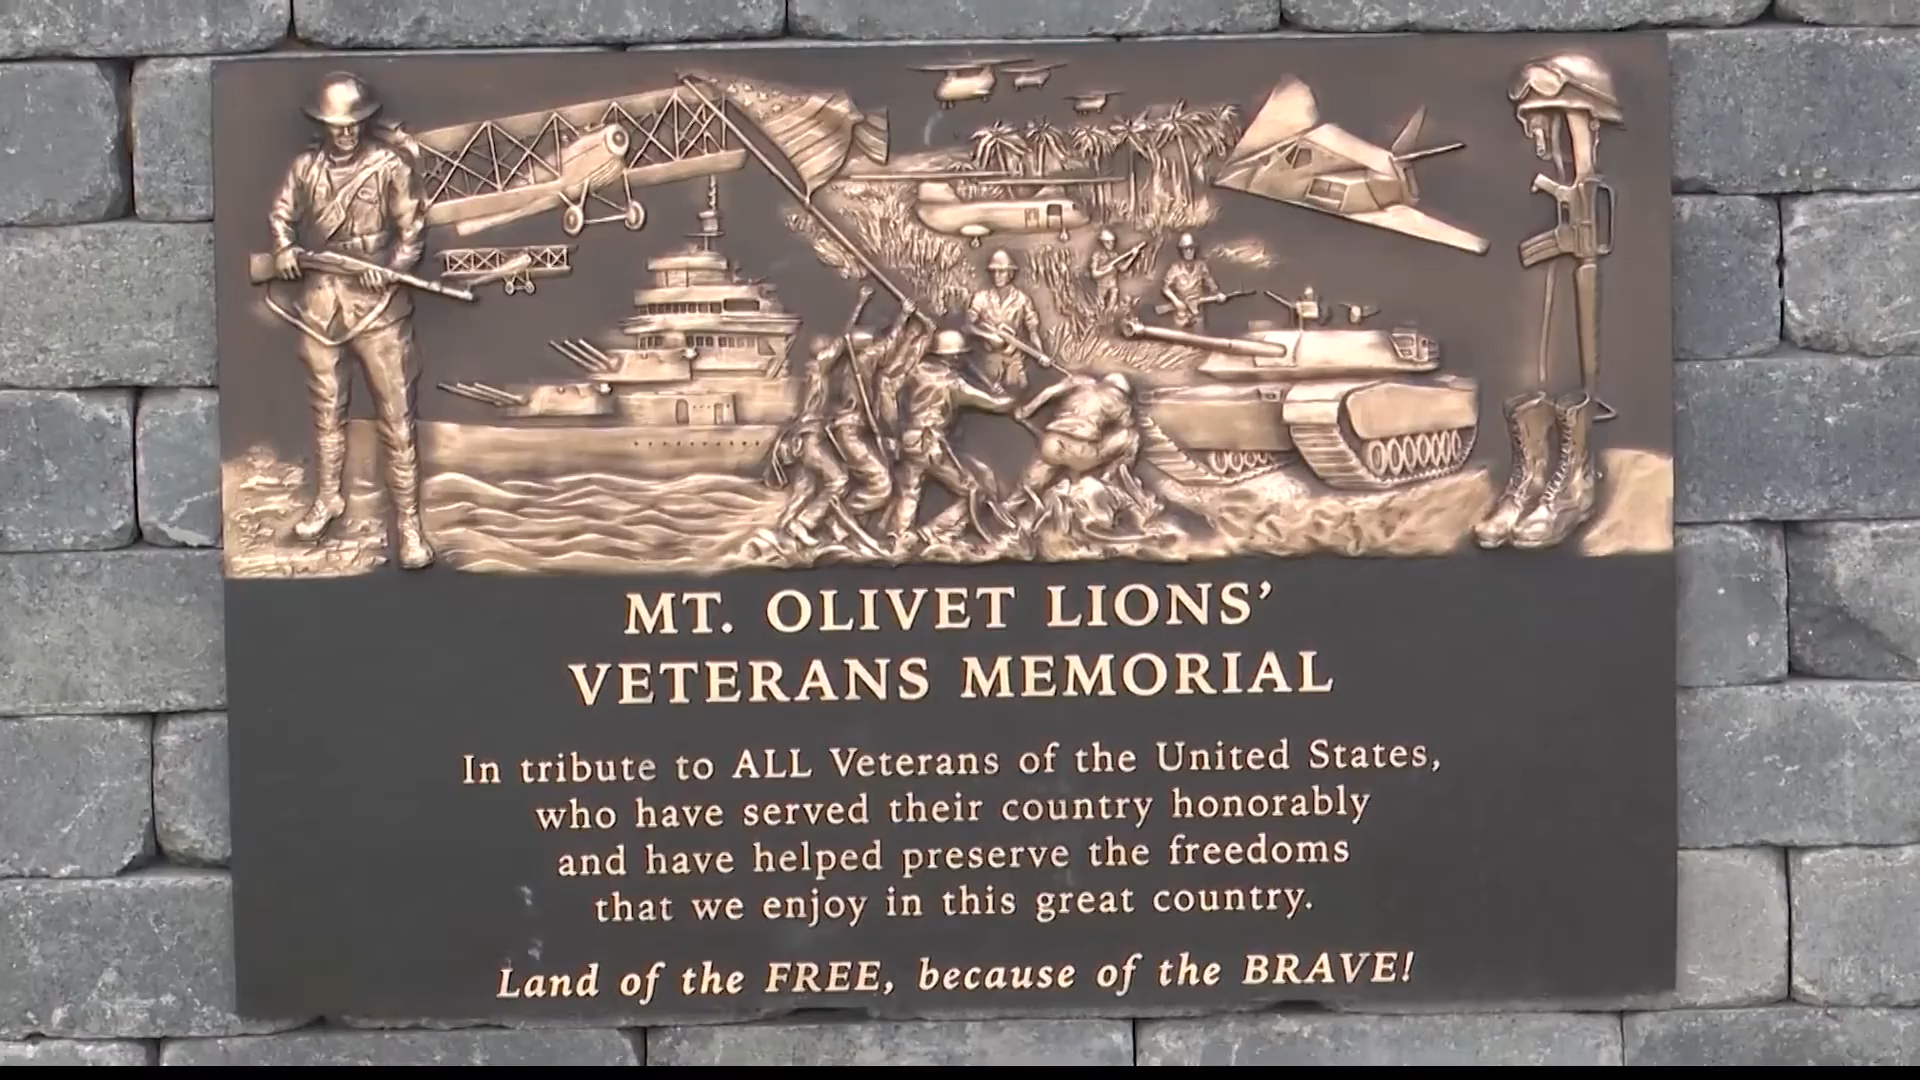 MT. OLIVET LIONS’
VETERANS MEMORIAL
In tribute to ALL Veterans of the United States,
who have served their country honorably
and have helped preserve the freedoms
that we enjoy in this great country.
Land of the FREE, because of the BRAVE!